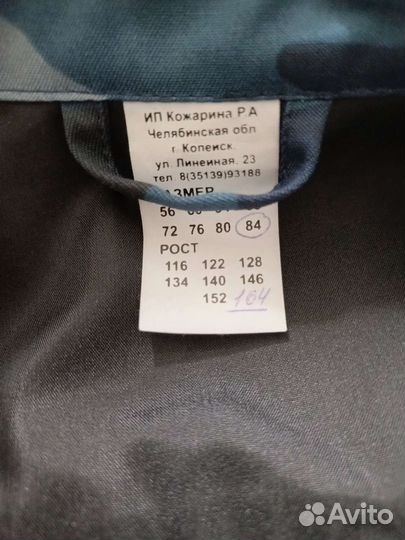 ИП Кожарина Р.А
Челябинская обл
г. Копейск.
ул. Линейная. 23
тел. 8(35139)93188
РАЗМЕР
56
72 76 80 84
РОСТ
116 122 128
134 140 146
152 164
Avito